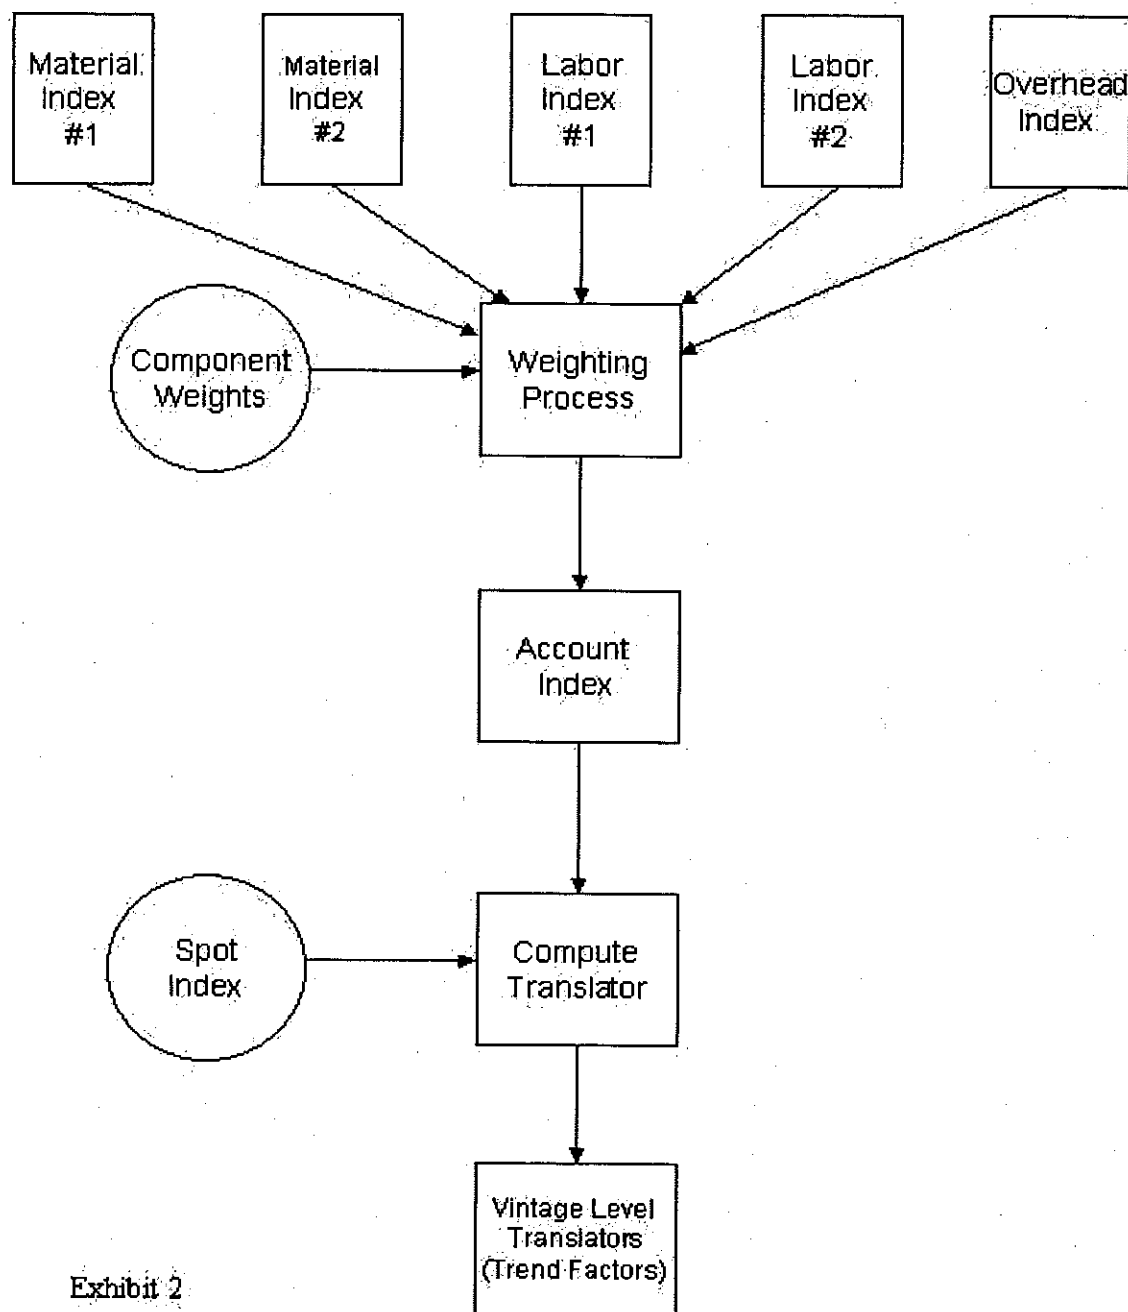 Material
Index
#1
Material
Index
#2
Labor
Index
#1
Labor
Index
#2
Overhead
Index
Component
Weights
Weighting
Process
Account
Index
Spot
Index
Compute
Translator
Vintage Level
Translators
(Trend Factors)
Exhibit 2